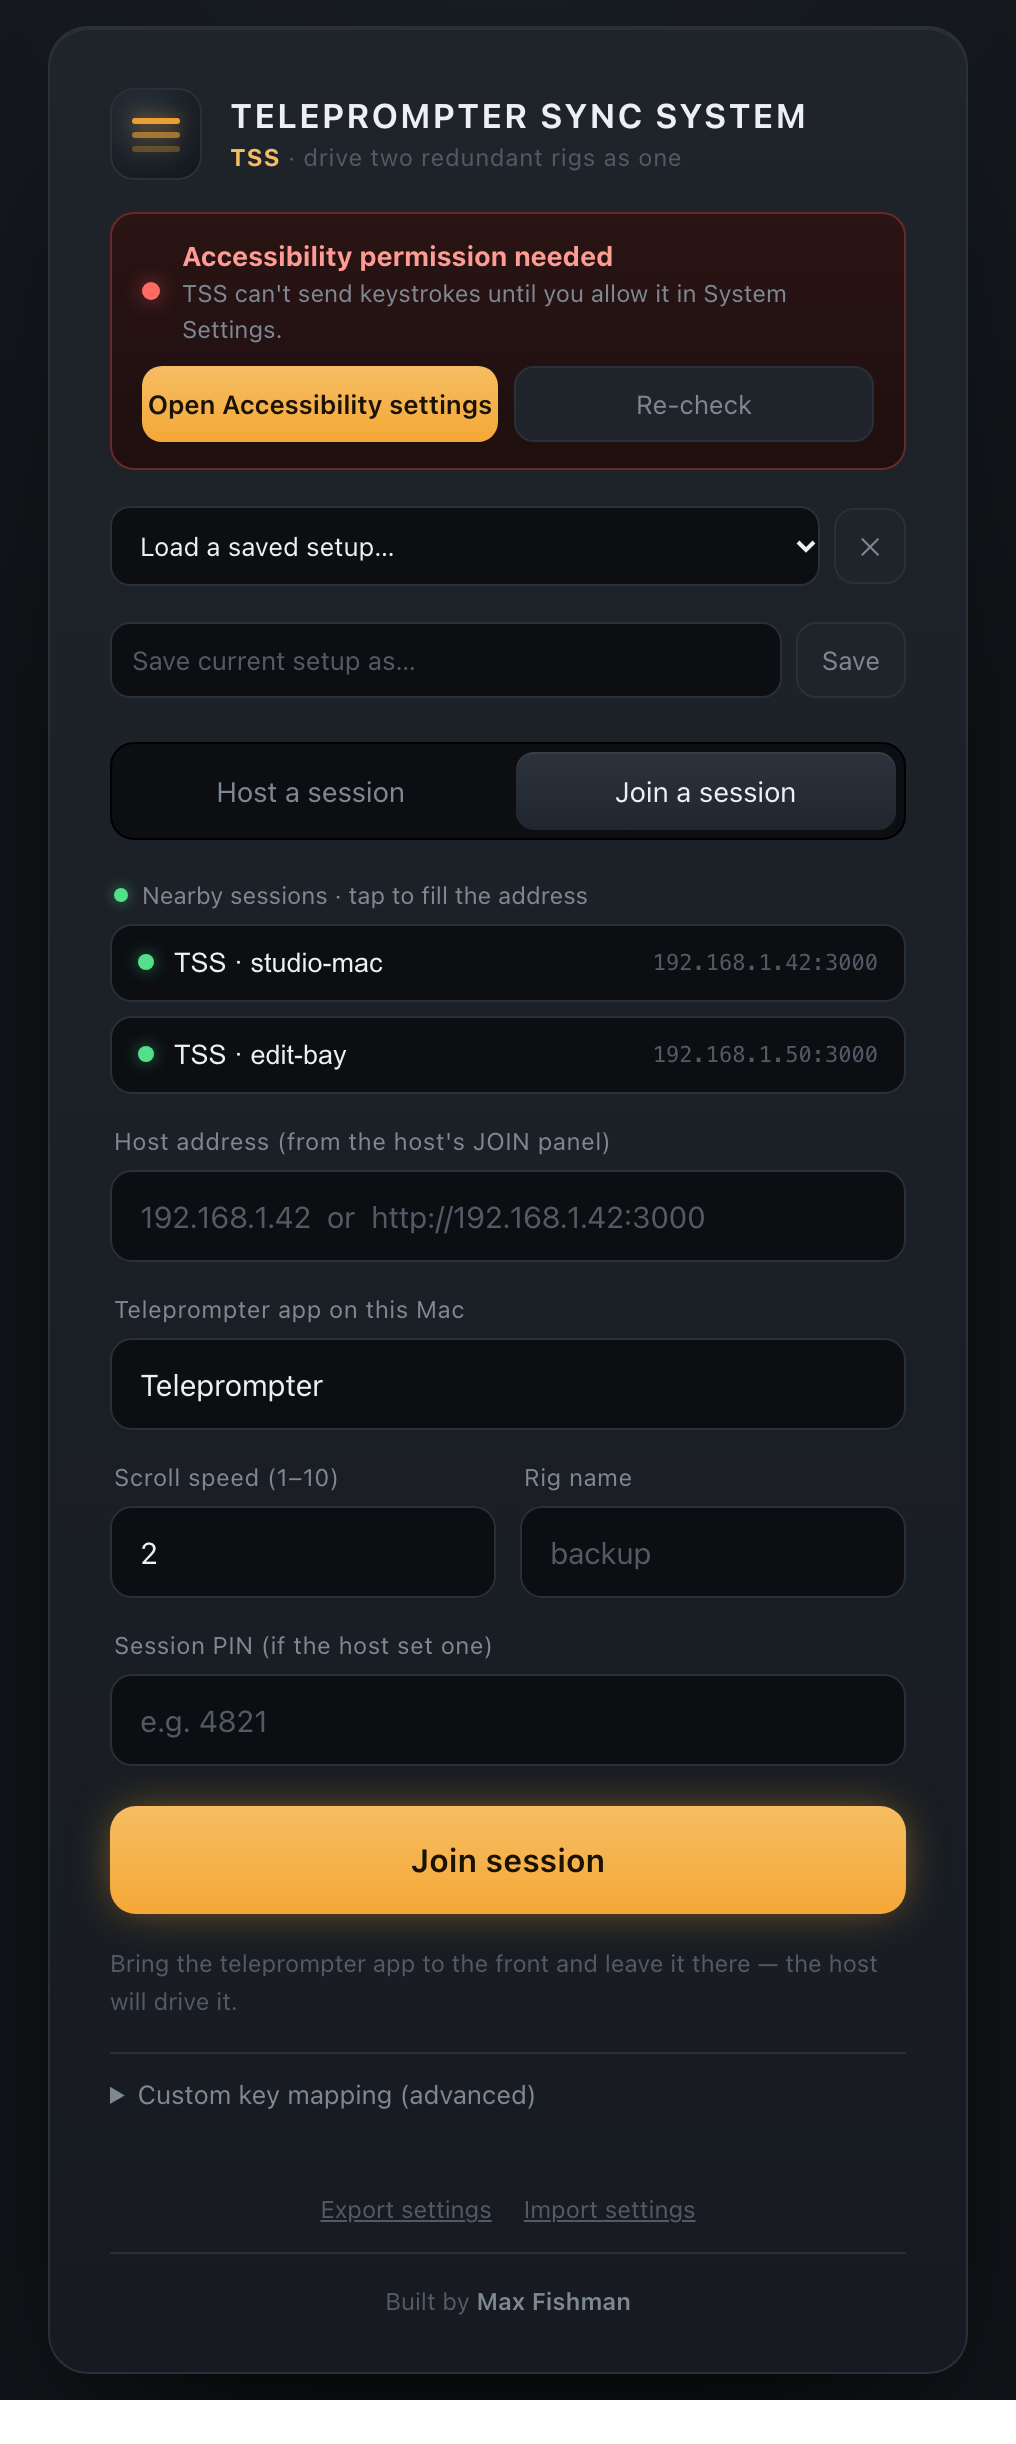 TELEPROMPTER SYNC SYSTEM
TSS · drive two redundant rigs as one
Accessibility permission needed
TSS can't send keystrokes until you allow it in System
Settings.
Open Accessibility settings
Re-check
Load a saved setup…
Save current setup as…
Save
Host a session
Join a session
Nearby sessions · tap to fill the address
TSS · studio-mac
192.168.1.42:3000
TSS · edit-bay
192.168.1.50:3000
Host address (from the host's JOIN panel)
192.168.1.42 or http://192.168.1.42:3000
Teleprompter app on this Mac
Teleprompter
Scroll speed (1–10)
Rig name
2
backup
Session PIN (if the host set one)
e.g. 4821
Join session
Bring the teleprompter app to the front and leave it there — the host
will drive it.
Custom key mapping (advanced)
Export settings
Import settings
Built by Max Fishman